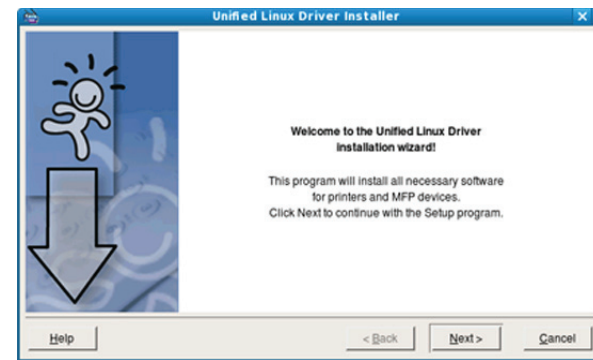 Unified Linux Driver Installer
Welcome to the Unified Linux Driver
installation wizard!
This program will install all necessary software
for printers and MFP devices.
Click Next to continue with the Setup program.
Help
< Back
Next >
Cancel